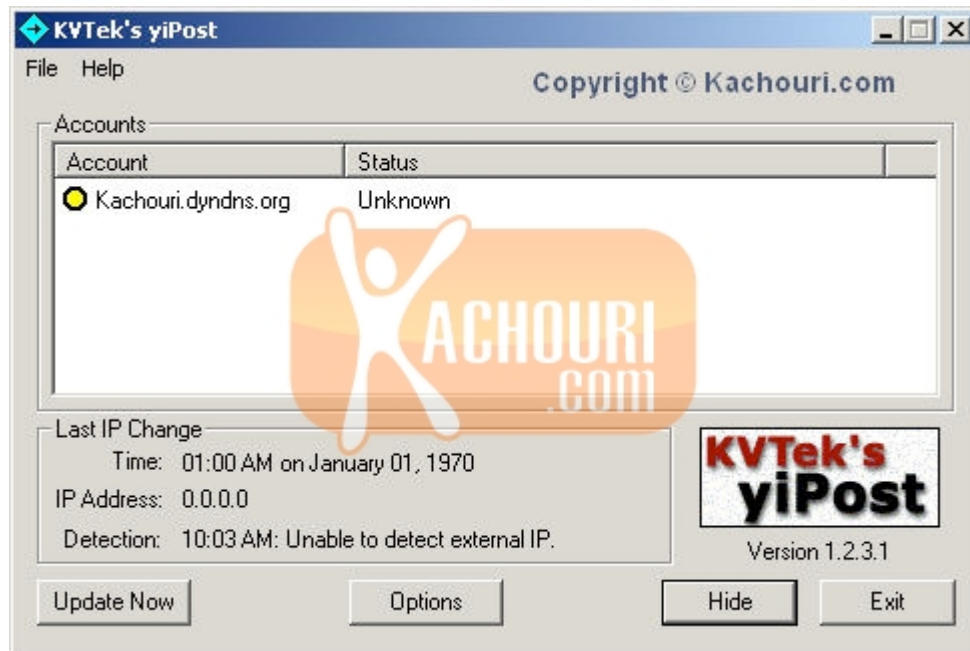 KVTek's yiPost
File Help
Copyright © Kachouri.com
Accounts
Account Status
Kachouri.dyndns.org Unknown
KACHOURI
.com
Last IP Change
Time: 01:00 AM on January 01, 1970
IP Address: 0.0.0.0
Detection: 10:03 AM: Unable to detect external IP.
KVTek's
yiPost
Version 1.2.3.1
Update Now Options Hide Exit